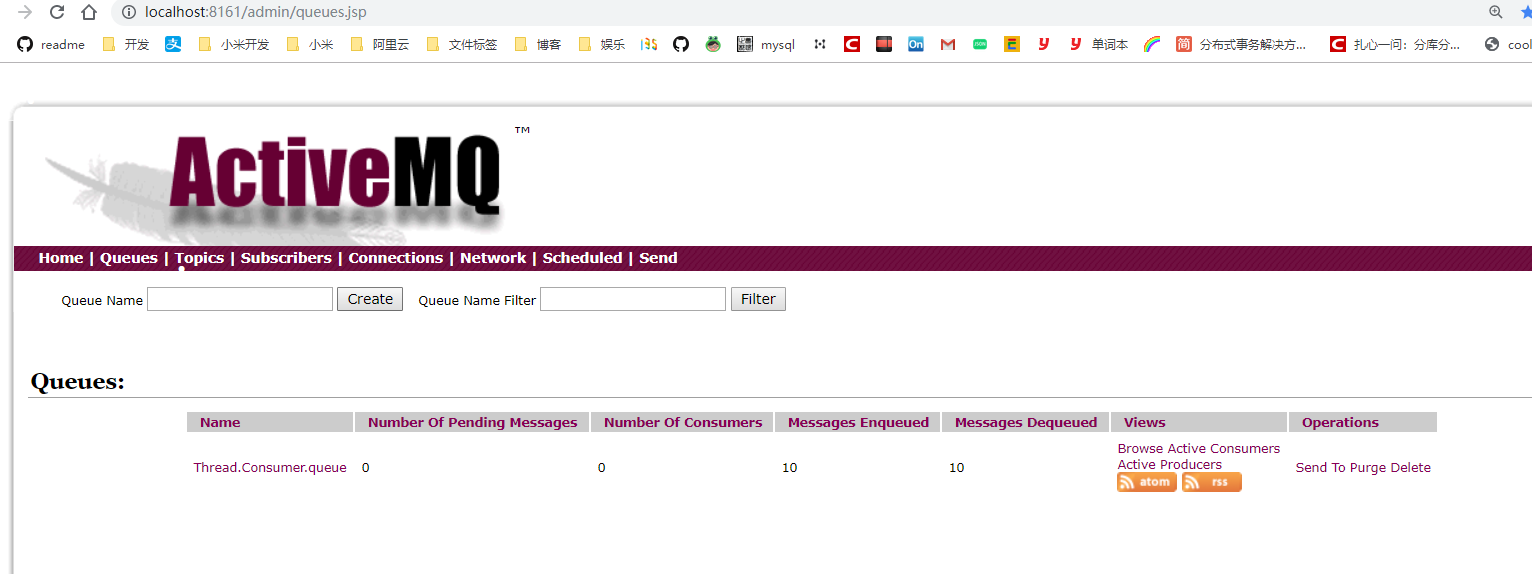 localhost:8161/admin/queues.jsp
readme 开发 小米开发 小米 阿里云 文件标签 博客 娱乐 mysql On 单词本 简 分布式事务解决方... 扎心一问：分库分... cool
ActiveMQ™
Home | Queues | Topics | Subscribers | Connections | Network | Scheduled | Send
Queue Name Create Queue Name Filter Filter
Queues:
Name Number Of Pending Messages Number Of Consumers Messages Enqueued Messages Dequeued Views Operations
Browse Active Consumers
Thread.Consumer.queue 0 0 10 10 Active Producers Send To Purge Delete
atom rss